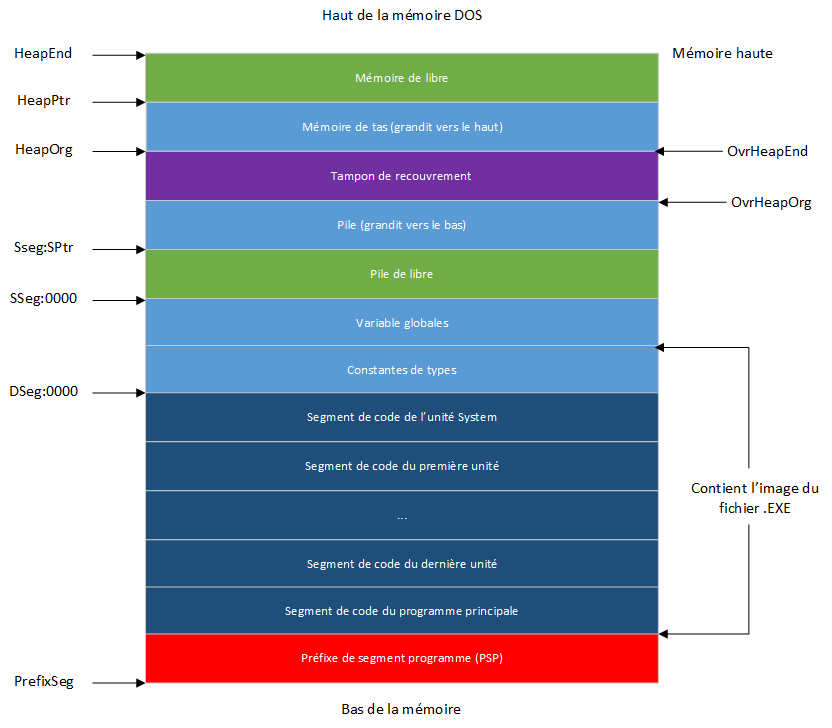 Haut de la mémoire DOS
HeapEnd
Mémoire haute
Mémoire de libre
HeapPtr
Mémoire de tas (grandit vers le haut)
HeapOrg
OvrHeapEnd
Tampon de recouvrement
OvrHeapOrg
Pile (grandit vers le bas)
Sseg:SPtr
Pile de libre
SSeg:0000
Variable globales
Constantes de types
DSeg:0000
Segment de code de l’unité System
Segment de code du première unité
Contient l’image du
fichier .EXE
...
Segment de code du dernière unité
Segment de code du programme principale
Préfixe de segment programme (PSP)
PrefixSeg
Bas de la mémoire